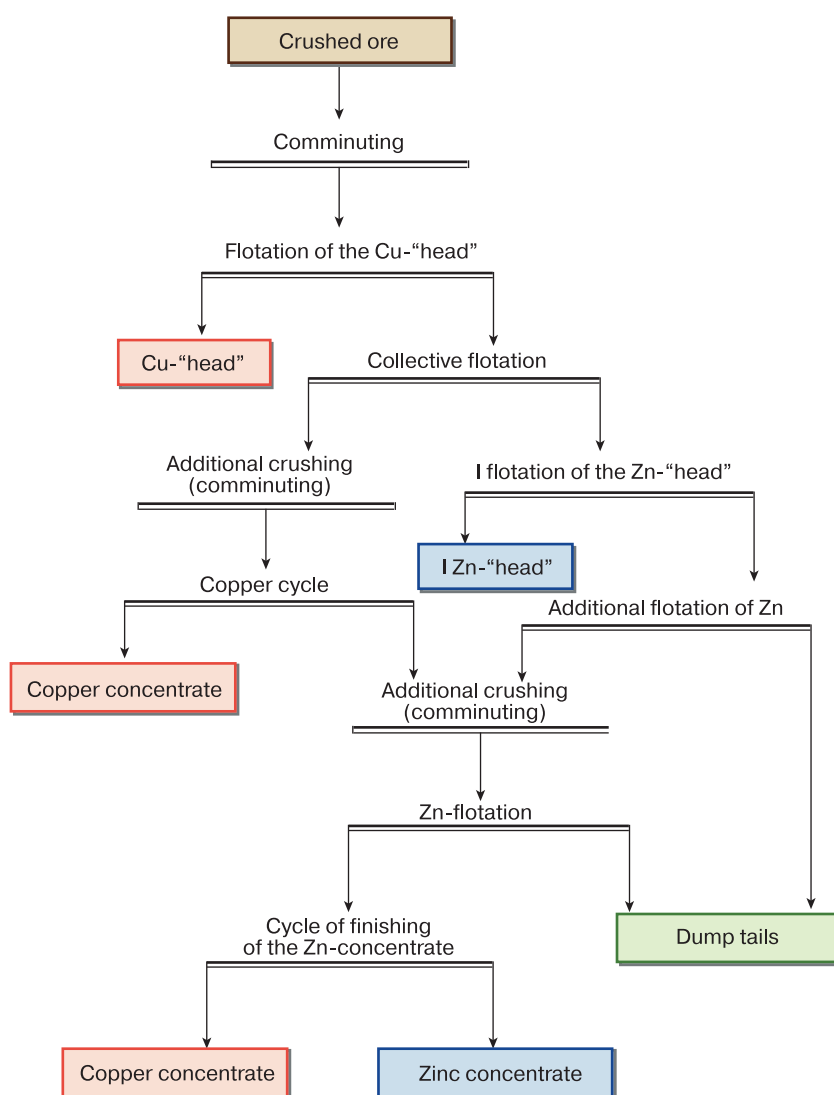 Crushed ore
Comminuting
Flotation of the Cu-“head”
Cu-“head”
Collective flotation
Additional crushing
(comminuting)
I flotation of the Zn-“head”
I Zn-“head”
Copper cycle
Additional flotation of Zn
Copper concentrate
Additional crushing
(comminuting)
Zn-flotation
Cycle of finishing
of the Zn-concentrate
Dump tails
Copper concentrate
Zinc concentrate